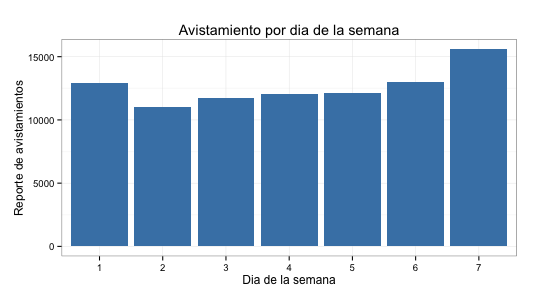 Avistamiento por dia de la semana
Reporte de avistamientos
15000
10000
5000
0
1 2 3 4 5 6 7
Dia de la semana